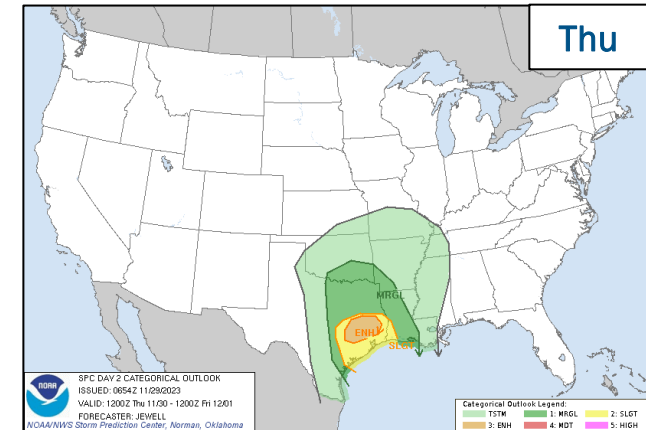 Thu
MRGL
ENH
SLGT
NOAA
SPC DAY 2 CATEGORICAL OUTLOOK
ISSUED: 0654Z 11/29/2023
VALID: 1200Z Thu 11/30 - 1200Z Fri 12/01
FORECASTER: JEWELL
NOAA/NWS Storm Prediction Center, Norman, Oklahoma
Categorical Outlook Legend:
TSTM 1: MRGL 2: SLGT
3: ENH 4: MDT 5: HIGH